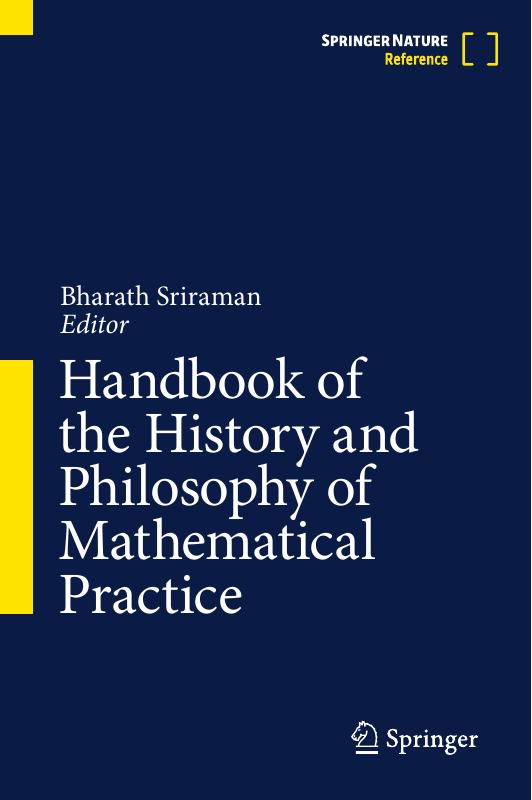 SPRINGER NATURE
Reference
Bharath Sriraman
Editor
Handbook of
the History and
Philosophy of
Mathematical
Practice
Springer